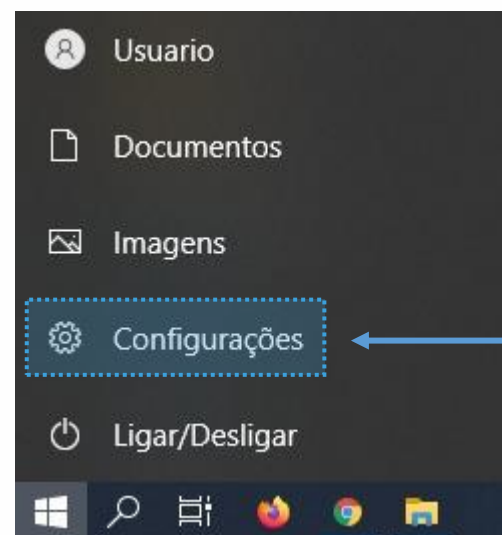 Usuario
Documentos
Imagens
Configurações
Ligar/Desligar